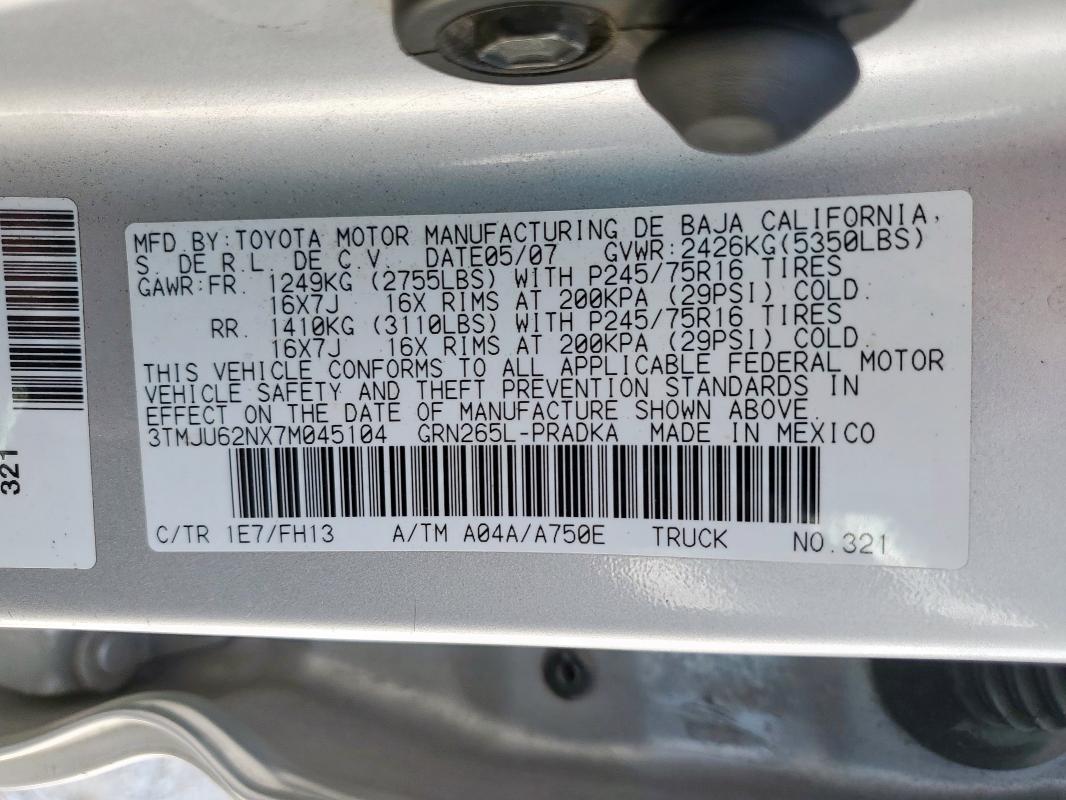 MFD BY:TOYOTA MOTOR MANUFACTURING DE BAJA CALIFORNIA,
S. DE R.L. DE C.V. DATE05/07 GVWR:2426KG(5350LBS)
GAWR:FR. 1249KG (2755LBS) WITH P245/75R16 TIRES
16X7J 16X RIMS AT 200KPA (29PSI) COLD.
RR. 1410KG (3110LBS) WITH P245/75R16 TIRES
16X7J 16X RIMS AT 200KPA (29PSI) COLD.
THIS VEHICLE CONFORMS TO ALL APPLICABLE FEDERAL MOTOR
VEHICLE SAFETY AND THEFT PREVENTION STANDARDS IN
EFFECT ON THE DATE OF MANUFACTURE SHOWN ABOVE.
3TMJU62NX7M045104 GRN265L-PRADKA MADE IN MEXICO
C/TR 1E7/FH13 A/TM A04A/A750E TRUCK NO.321
321